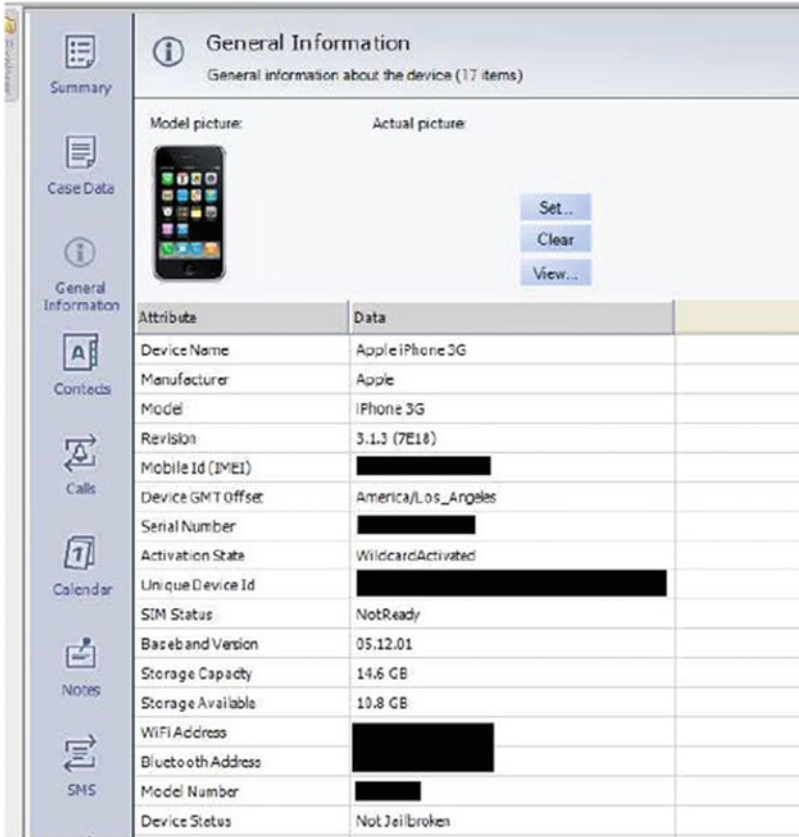 General Information
General information about the device (17 items)
Summary
Model picture:
Actual picture:
Case Data
Set...
Clear
View...
General
Information
Attribute Data
Device Name Apple iPhone 3G
Manufacturer Apple
Contacts
Model iPhone 3G
Revision 3.1.3 (7E18)
Mobile Id (IMEI)
Calls
Device GMT Offset America/Los_Angeles
Serial Number
Activation State WildcardActivated
Unique Device Id
Calendar
SIM Status NotReady
Baseband Version 05.12.01
Storage Capacity 14.6 GB
Notes
Storage Available 10.8 GB
WiFi Address
Bluetooth Address
SMS
Model Number
Device Status Not Jailbroken